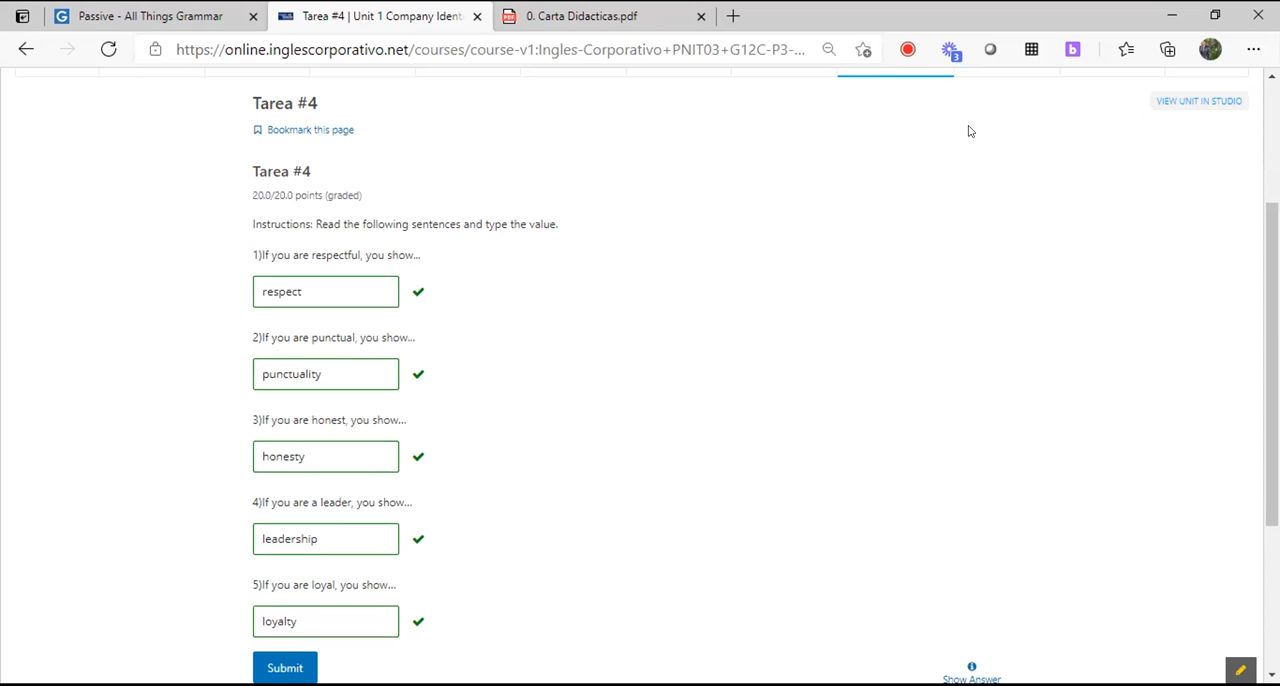 Passive - All Things Grammar
Tarea #4 | Unit 1 Company Ident
0. Carta Didacticas.pdf
https://online.inglescorporativo.net/courses/course-v1:Ingles-Corporativo+PNIT03+G12C-P3-...
3
b
Tarea #4
VIEW UNIT IN STUDIO
Bookmark this page
Tarea #4
20.0/20.0 points (graded)
Instructions: Read the following sentences and type the value.
1)If you are respectful, you show...
respect
2)If you are punctual, you show...
punctuality
3)If you are honest, you show...
honesty
4)If you are a leader, you show...
leadership
5)If you are loyal, you show...
loyalty
Submit
Show Answer